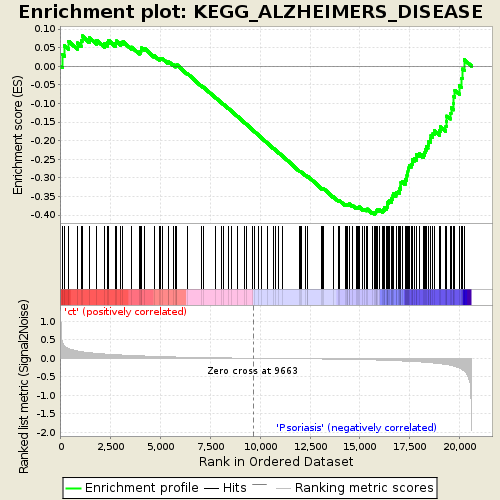 Enrichment plot: KEGG_ALZHEIMERS_DISEASE
Enrichment score (ES)
0.10
0.05
0.00
-0.05
-0.10
-0.15
-0.20
-0.25
-0.30
-0.35
-0.40
Ranked list metric (Signal2Noise)
'ct' (positively correlated)
1.0
0.5
0.0
-0.5
-1.0
-1.5
-2.0
Zero cross at 9663
'Psoriasis' (negatively correlated)
0
2,500
5,000
7,500
10,000
12,500
15,000
17,500
20,000
Rank in Ordered Dataset
Enrichment profile
Hits
Ranking metric scores